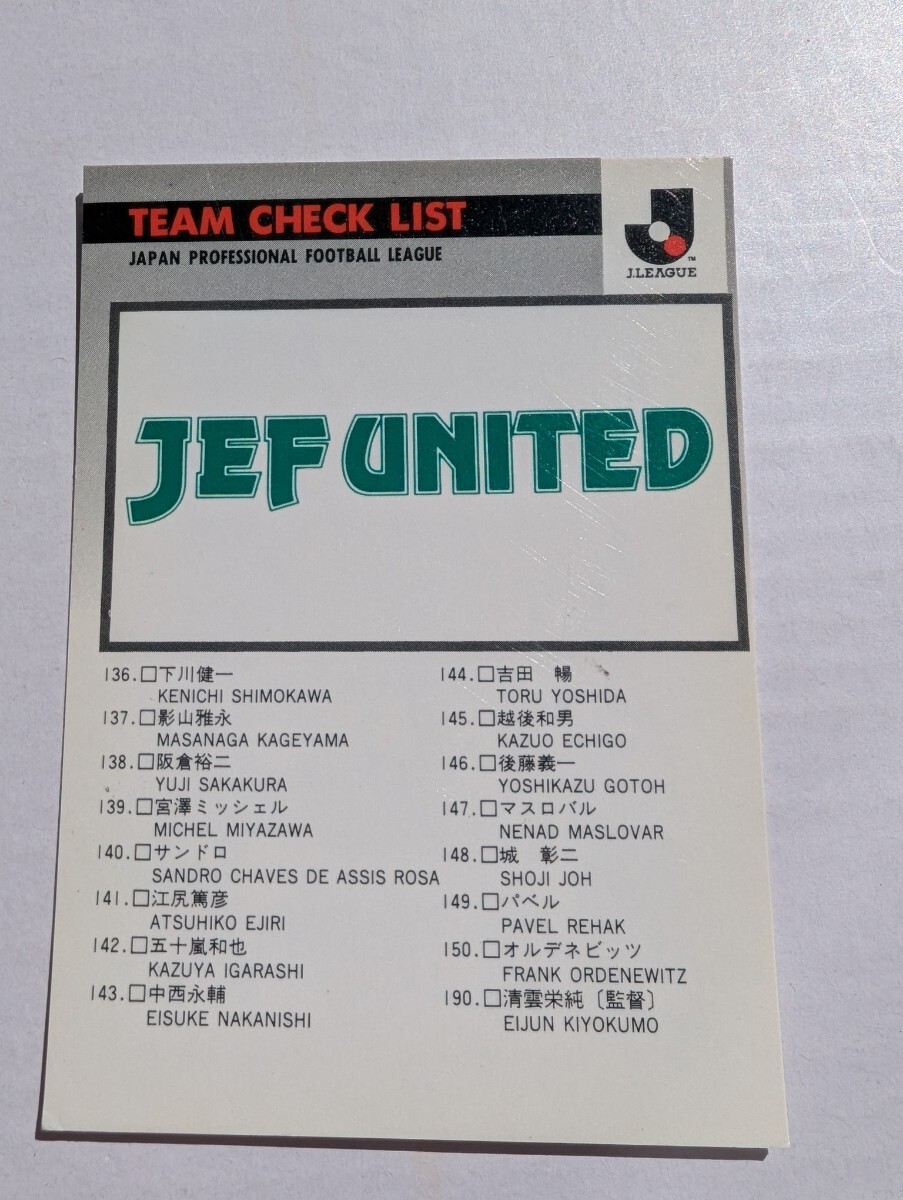 TEAM CHECK LIST
JAPAN PROFESSIONAL FOOTBALL LEAGUE
J.LEAGUE™
JEF UNITED
136.□下川健一
KENICHI SHIMOKAWA
137.□影山雅永
MASANAGA KAGEYAMA
138.□阪倉裕二
YUJI SAKAKURA
139.□宮澤ミッシェル
MICHEL MIYAZAWA
140.□サンドロ
SANDRO CHAVES DE ASSIS ROSA
141.□江尻篤彦
ATSUHIKO EJIRI
142.□五十嵐和也
KAZUYA IGARASHI
143.□中西永輔
EISUKE NAKANISHI
144.□吉田　暢
TORU YOSHIDA
145.□越後和男
KAZUO ECHIGO
146.□後藤義一
YOSHIKAZU GOTOH
147.□マスロバル
NENAD MASLOVAR
148.□城　彰二
SHOJI JOH
149.□パベル
PAVEL REHAK
150.□オルデネビッツ
FRANK ORDENEWITZ
190.□清雲栄純〔監督〕
EIJUN KIYOKUMO